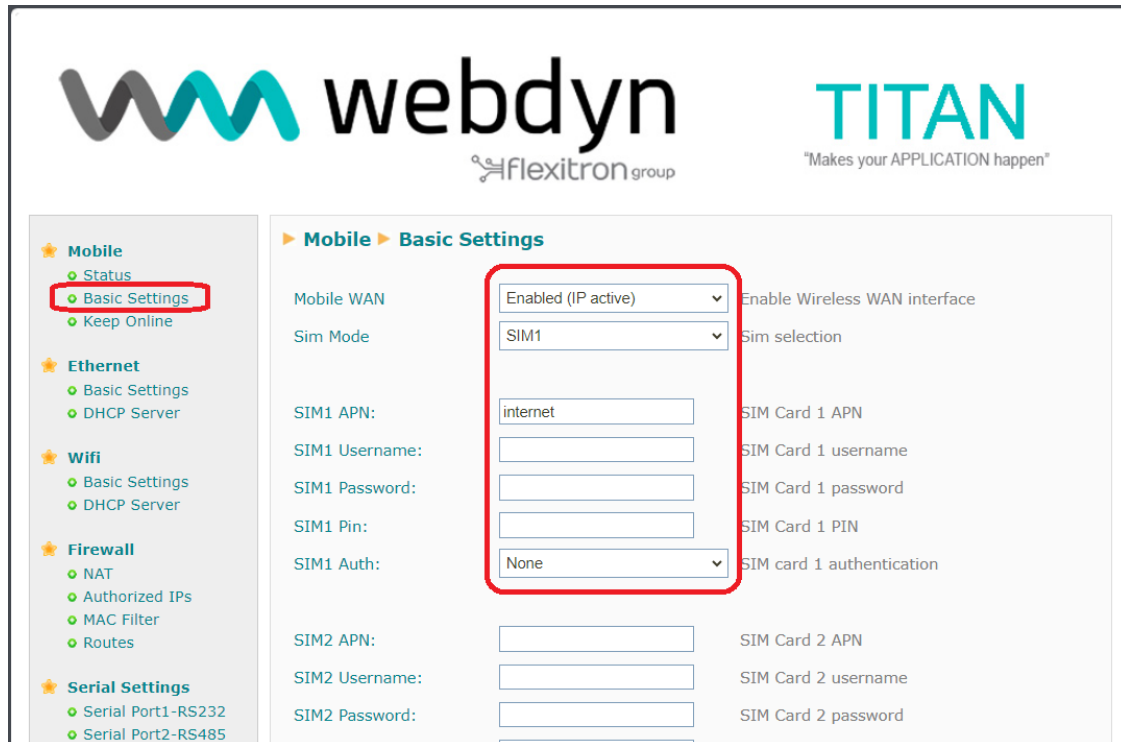 webdyn
flexitron group
TITAN
"Makes your APPLICATION happen"
Mobile
Status
Basic Settings
Keep Online
Ethernet
Basic Settings
DHCP Server
Wifi
Basic Settings
DHCP Server
Firewall
NAT
Authorized IPs
MAC Filter
Routes
Serial Settings
Serial Port1-RS232
Serial Port2-RS485
Mobile Basic Settings
Mobile WAN Enabled (IP active) Enable Wireless WAN interface
Sim Mode SIM1 Sim selection
SIM1 APN: internet SIM Card 1 APN
SIM1 Username: SIM Card 1 username
SIM1 Password: SIM Card 1 password
SIM1 Pin: SIM Card 1 PIN
SIM1 Auth: None SIM card 1 authentication
SIM2 APN: SIM Card 2 APN
SIM2 Username: SIM Card 2 username
SIM2 Password: SIM Card 2 password